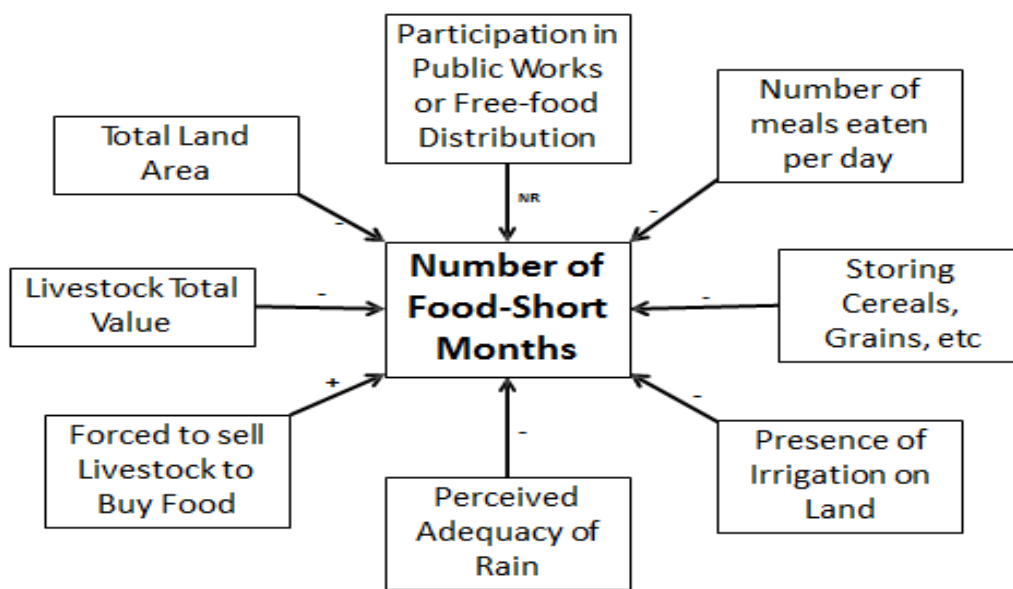 Participation in
Public Works
or Free-food
Distribution
Number of
meals eaten
per day
Total Land
Area
NR
-
-
Number of
Food-Short
Months
Livestock Total
Value
-
-
Storing
Cereals,
Grains, etc
+
-
-
Forced to sell
Livestock to
Buy Food
Perceived
Adequacy of
Rain
Presence of
Irrigation on
Land